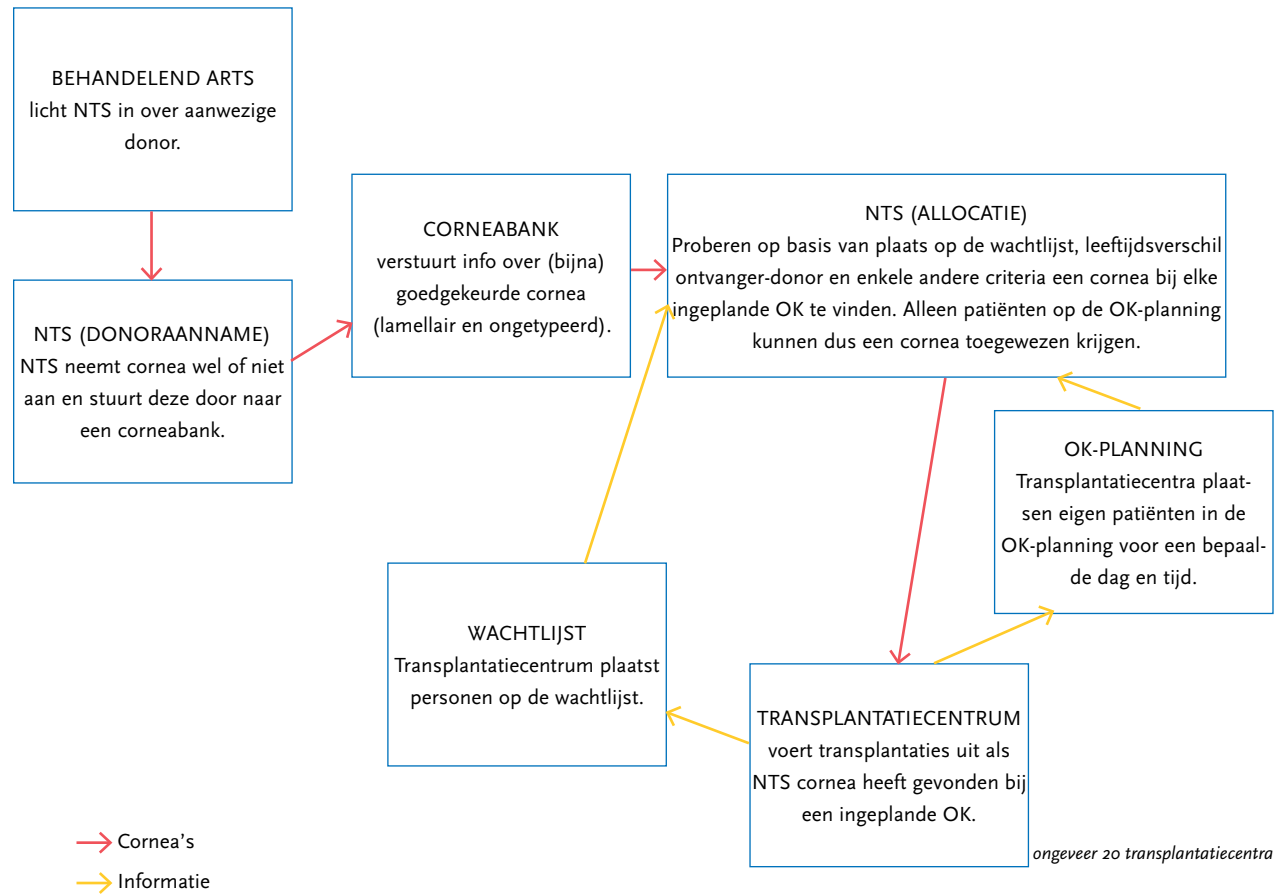 BEHANDELEND ARTS
licht NTS in over aanwezige
donor.
NTS (DONORAANNAME)
NTS neemt cornea wel of niet
aan en stuurt deze door naar
een corneabank.
CORNEABANK
verstuurt info over (bijna)
goedgekeurde cornea
(lamellair en ongetypeerd).
NTS (ALLOCATIE)
Proberen op basis van plaats op de wachtlijst, leeftijdsverschil
ontvanger-donor en enkele andere criteria een cornea bij elke
ingeplande OK te vinden. Alleen patiënten op de OK-planning
kunnen dus een cornea toegewezen krijgen.
OK-PLANNING
Transplantatiecentra plaat-
sen eigen patiënten in de
OK-planning voor een bepaal-
de dag en tijd.
WACHTLIJST
Transplantatiecentrum plaatst
personen op de wachtlijst.
TRANSPLANTATIECENTRUM
voert transplantaties uit als
NTS cornea heeft gevonden bij
een ingeplande OK.
ongeveer 20 transplantatiecentra
Cornea's
Informatie